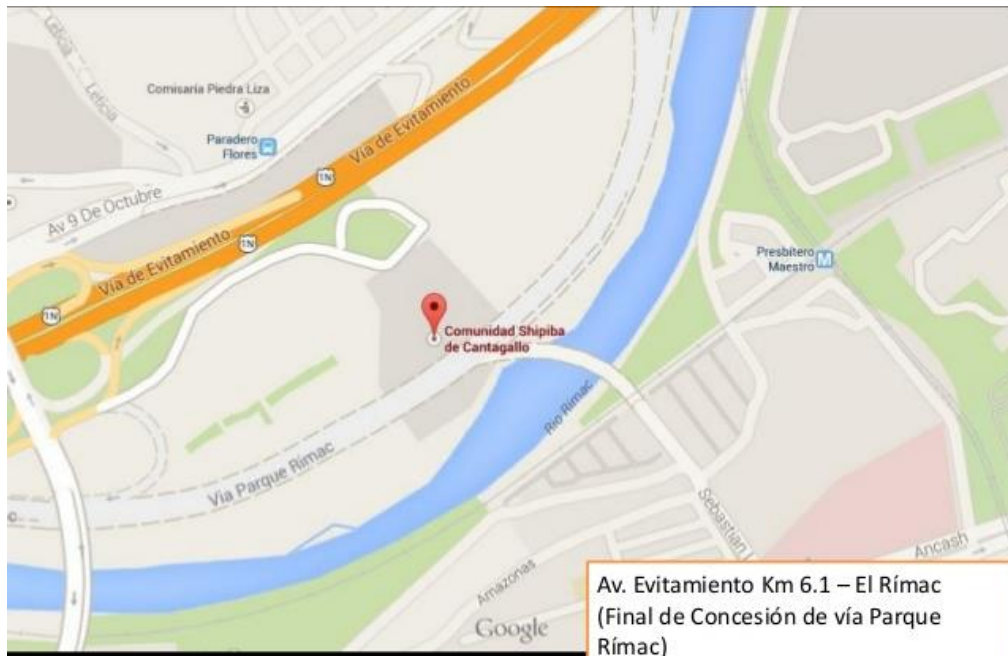 Leticia
Leticia
Comisaría Piedra Liza
Paradero
Flores
Av 9 De Octubre
Vía de Evitamiento
1N
1N
Vía de Evitamiento
1N
Presbítero
Maestro
M
Comunidad Shipiba
de Cantagallo
Río Rímac
Vía Parque Rímac
c
Sebastian L
Ancash
Amazonas
Google
Av. Evitamiento Km 6.1 – El Rímac
(Final de Concesión de vía Parque
Rímac)